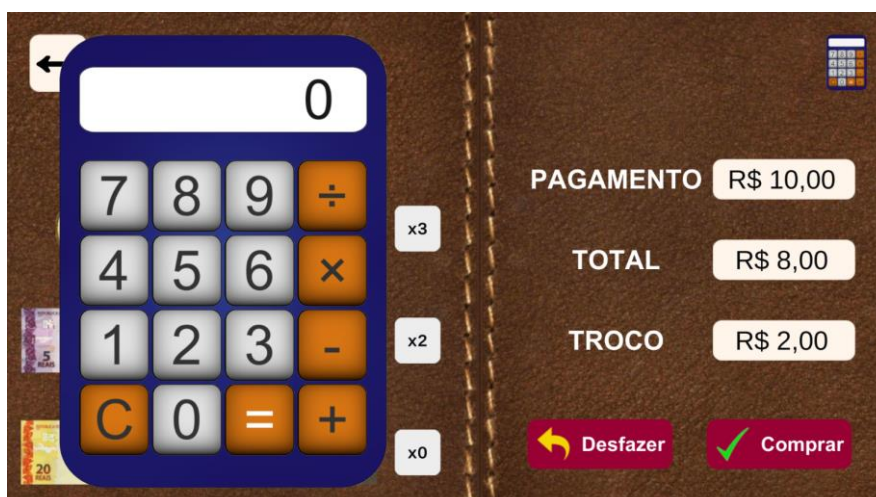 0
7 8 9 ÷
4 5 6 ×
1 2 3 -
C 0 = +
x3
x2
x0
5
REAIS
20
REAIS
PAGAMENTO R$ 10,00
TOTAL R$ 8,00
TROCO R$ 2,00
Desfazer
Comprar